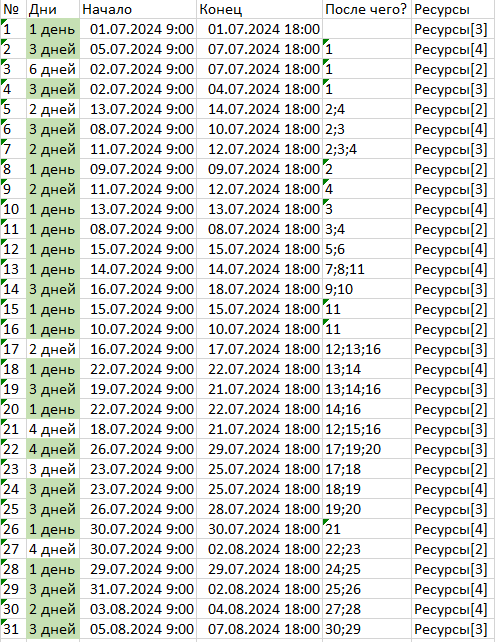 № Дни Начало Конец После чего? Ресурсы
1 1 день 01.07.2024 9:00 01.07.2024 18:00 Ресурсы[3]
2 3 дней 05.07.2024 9:00 07.07.2024 18:00 1 Ресурсы[4]
3 6 дней 02.07.2024 9:00 07.07.2024 18:00 1 Ресурсы[2]
4 3 дней 02.07.2024 9:00 04.07.2024 18:00 1 Ресурсы[3]
5 2 дней 13.07.2024 9:00 14.07.2024 18:00 2;4 Ресурсы[2]
6 3 дней 08.07.2024 9:00 10.07.2024 18:00 2;3 Ресурсы[4]
7 2 дней 11.07.2024 9:00 12.07.2024 18:00 2;3;4 Ресурсы[3]
8 1 день 09.07.2024 9:00 09.07.2024 18:00 2 Ресурсы[2]
9 2 дней 11.07.2024 9:00 12.07.2024 18:00 4 Ресурсы[3]
10 1 день 13.07.2024 9:00 13.07.2024 18:00 3 Ресурсы[4]
11 1 день 08.07.2024 9:00 08.07.2024 18:00 3;4 Ресурсы[2]
12 1 день 15.07.2024 9:00 15.07.2024 18:00 5;6 Ресурсы[4]
13 1 день 14.07.2024 9:00 14.07.2024 18:00 7;8;11 Ресурсы[4]
14 3 дней 16.07.2024 9:00 18.07.2024 18:00 9;10 Ресурсы[3]
15 1 день 15.07.2024 9:00 15.07.2024 18:00 11 Ресурсы[2]
16 1 день 10.07.2024 9:00 10.07.2024 18:00 11 Ресурсы[2]
17 2 дней 16.07.2024 9:00 17.07.2024 18:00 12;13;16 Ресурсы[3]
18 1 день 22.07.2024 9:00 22.07.2024 18:00 13;14 Ресурсы[4]
19 3 дней 19.07.2024 9:00 21.07.2024 18:00 13;14;16 Ресурсы[3]
20 1 день 22.07.2024 9:00 22.07.2024 18:00 14;16 Ресурсы[2]
21 4 дней 18.07.2024 9:00 21.07.2024 18:00 12;15;16 Ресурсы[3]
22 4 дней 26.07.2024 9:00 29.07.2024 18:00 17;19;20 Ресурсы[3]
23 3 дней 23.07.2024 9:00 25.07.2024 18:00 17;18 Ресурсы[2]
24 3 дней 23.07.2024 9:00 25.07.2024 18:00 18;19 Ресурсы[4]
25 3 дней 26.07.2024 9:00 28.07.2024 18:00 19;20 Ресурсы[3]
26 1 день 30.07.2024 9:00 30.07.2024 18:00 21 Ресурсы[4]
27 4 дней 30.07.2024 9:00 02.08.2024 18:00 22;23 Ресурсы[2]
28 1 день 29.07.2024 9:00 29.07.2024 18:00 24;25 Ресурсы[3]
29 3 дней 31.07.2024 9:00 02.08.2024 18:00 25;26 Ресурсы[4]
30 2 дней 03.08.2024 9:00 04.08.2024 18:00 27;28 Ресурсы[4]
31 3 дней 05.08.2024 9:00 07.08.2024 18:00 30;29 Ресурсы[3]